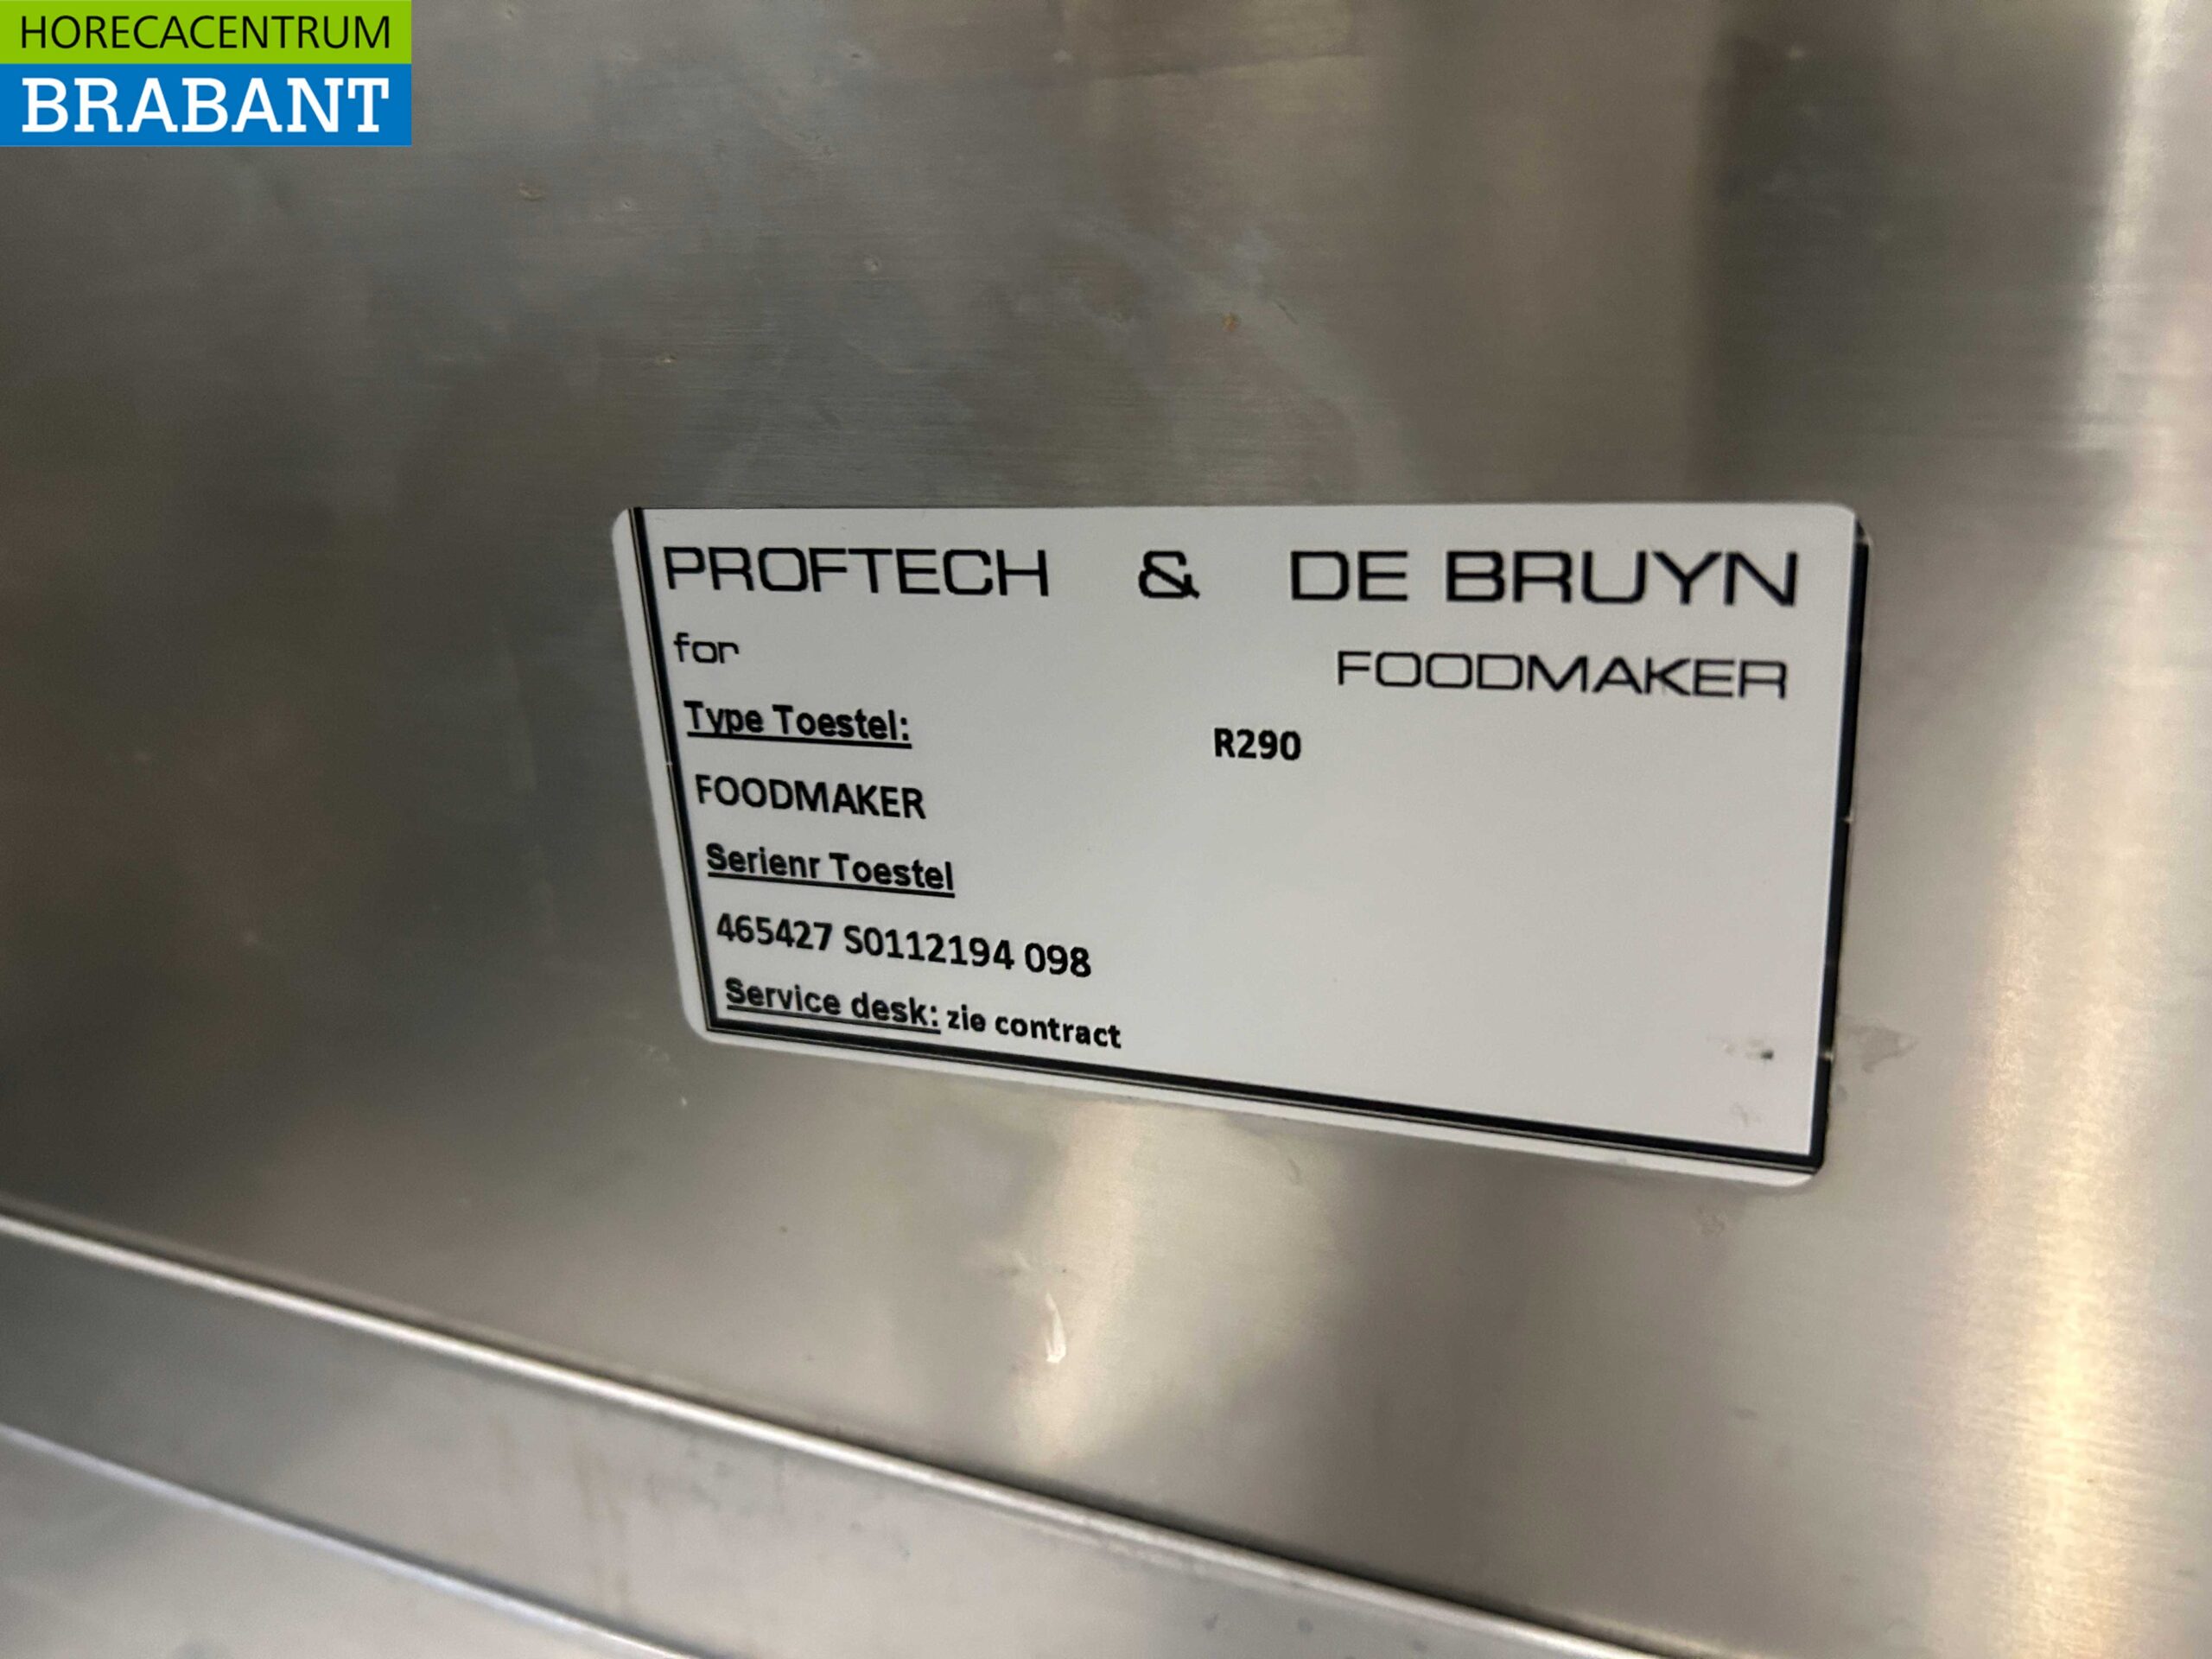 HORECACENTRUM
BRABANT
PROFTECH & DE BRUYN
for FOODMAKER
Type Toestel: R290
FOODMAKER
Serienr Toestel
465427 S0112194 098
Service desk: zie contract